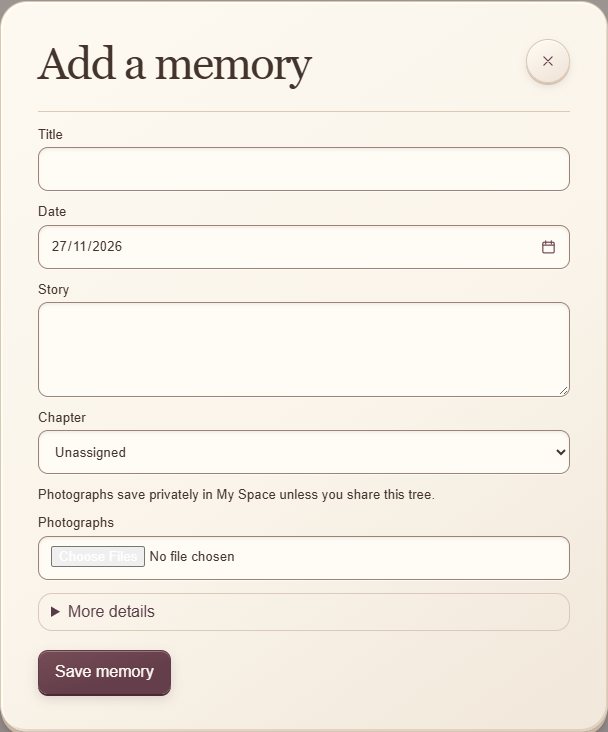 Add a memory
Title
Date
27/11/2026
Story
Chapter
Unassigned
Photographs save privately in My Space unless you share this tree.
Photographs
Choose Files No file chosen
More details
Save memory